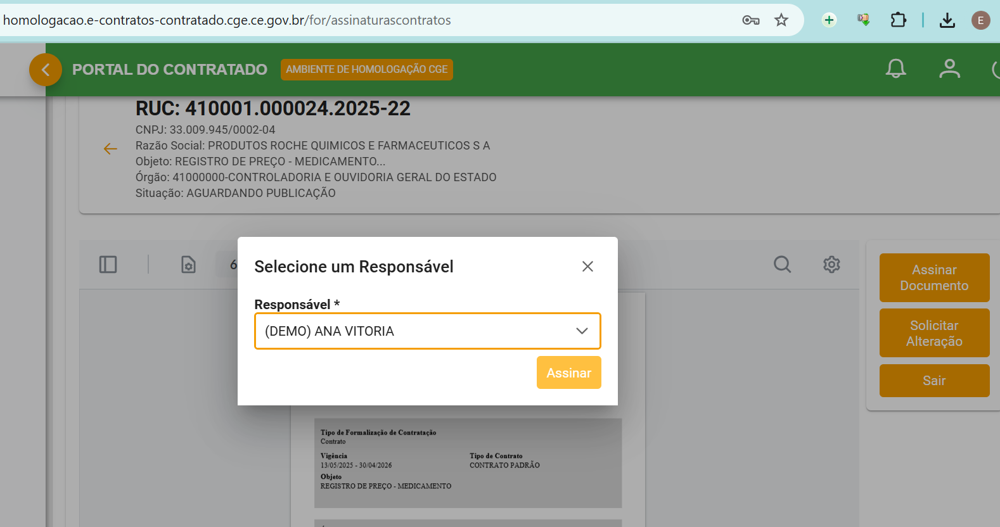 homologacao.e-contratos-contratado.cge.ce.gov.br/for/assinaturascontratos
E
PORTAL DO CONTRATADO
AMBIENTE DE HOMOLOGAÇÃO CGE
RUC: 410001.000024.2025-22
CNPJ: 33.009.945/0002-04
Razão Social: PRODUTOS ROCHE QUIMICOS E FARMACEUTICOS S A
Objeto: REGISTRO DE PREÇO - MEDICAMENTO...
Órgão: 41000000-CONTROLADORIA E OUVIDORIA GERAL DO ESTADO
Situação: AGUARDANDO PUBLICAÇÃO
6
Selecione um Responsável
Responsável *
(DEMO) ANA VITORIA
Assinar
Assinar
Documento
Solicitar
Alteração
Sair
Tipo de Formalização de Contratação
Contrato
Vigência
13/05/2025 - 30/04/2026
Tipo de Contrato
CONTRATO PADRÃO
Objeto
REGISTRO DE PREÇO - MEDICAMENTO